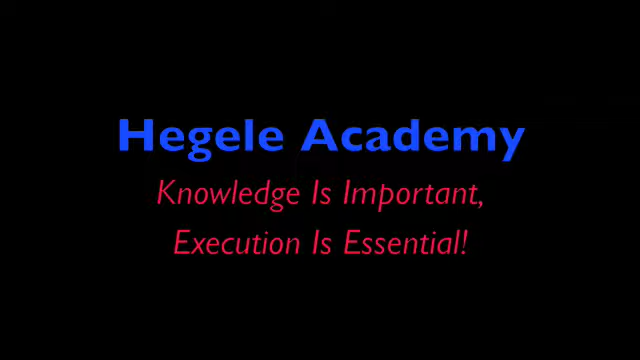 Hegele Academy
Knowledge Is Important,
Execution Is Essential!